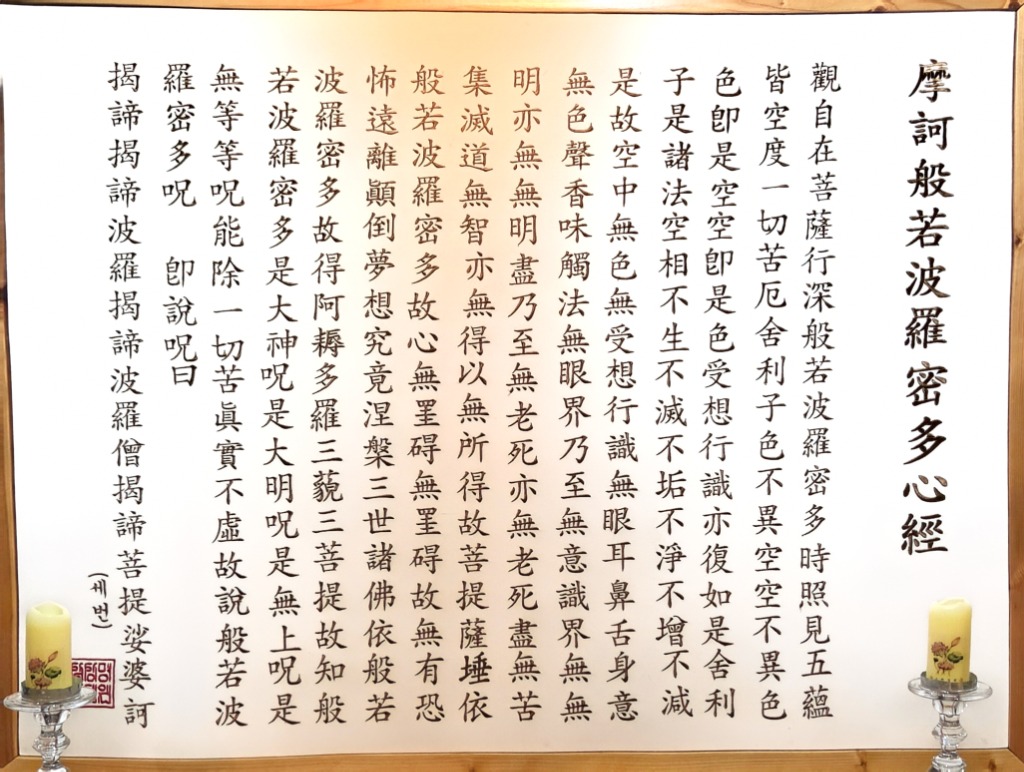 摩訶般若波羅密多心經
觀自在菩薩行深般若波羅密多時照見五蘊
皆空度一切苦厄舍利子色不異空空不異色
色卽是空空卽是色受想行識亦復如是舍利
子是諸法空相不生不滅不垢不淨不增不減
是故空中無色無受想行識無眼耳鼻舌身意
無色聲香味觸法無眼界乃至無意識界無無
明亦無無明盡乃至無老死亦無老死盡無苦
集滅道無智亦無得以無所得故菩提薩埵依
般若波羅密多故心無罣碍無罣碍故無有恐
怖遠離顚倒夢想究竟涅槃三世諸佛依般若
波羅密多故得阿耨多羅三藐三菩提故知般
若波羅密多是大神呪是大明呪是無上呪是
無等等呪能除一切苦眞實不虛故說般若波
羅密多呪 卽說呪曰
揭諦揭諦波羅揭諦波羅僧揭諦菩提娑婆訶
(세번)